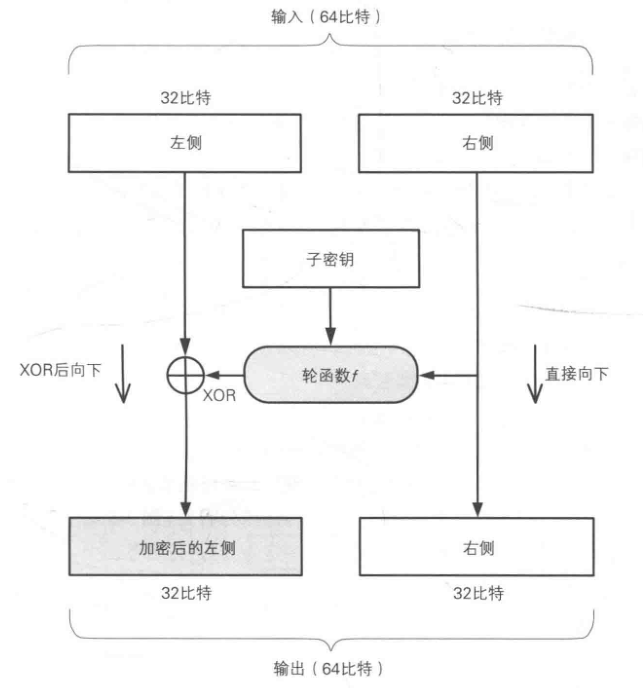 输入（64比特）
32比特
32比特
左侧
右侧
子密钥
XOR后向下
轮函数f
直接向下
XOR
加密后的左侧
右侧
32比特
32比特
输出（64比特）